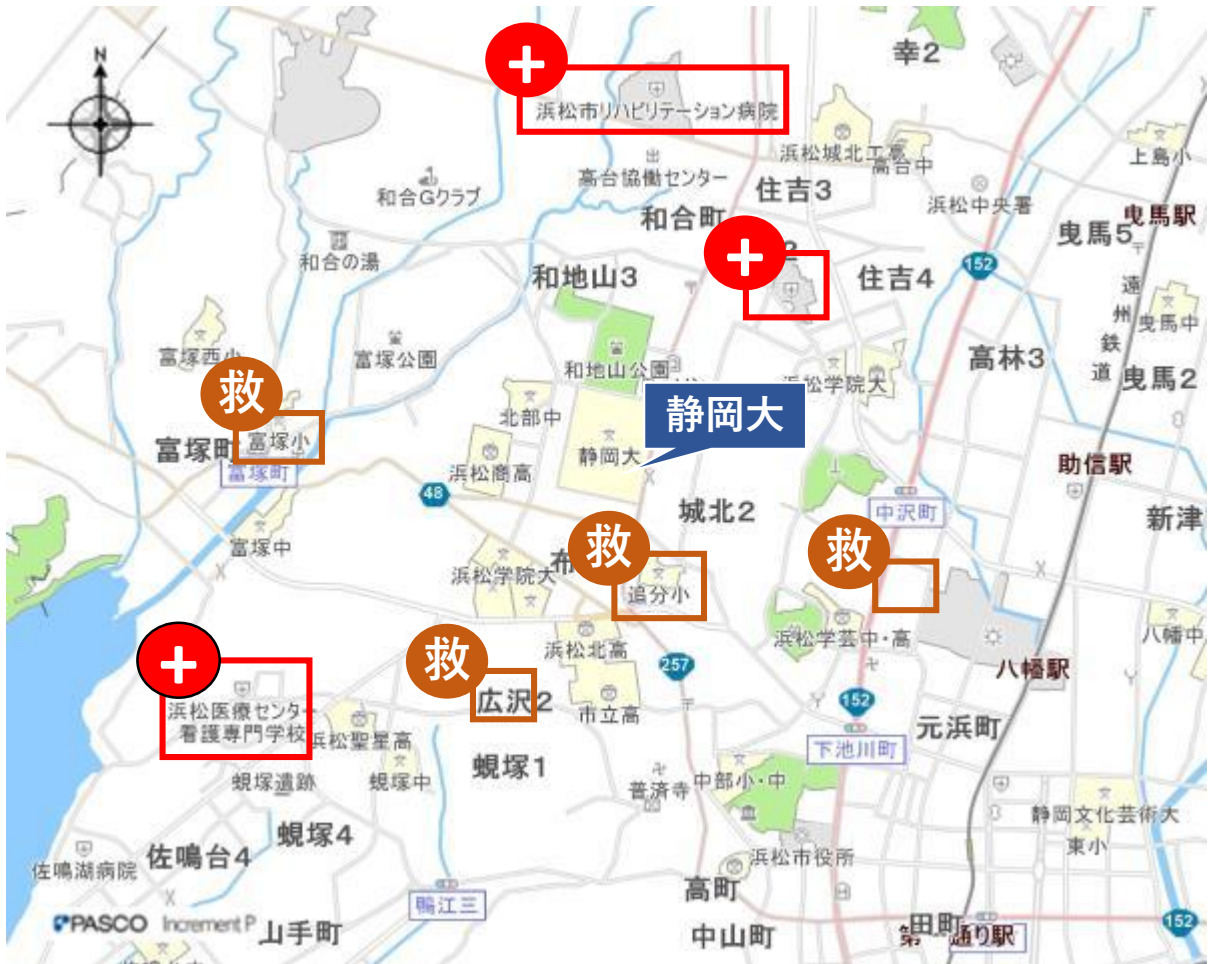 N
幸2
+
浜松市リハビリテーション病院
浜松城北工高
高台中
上島小
和合Gクラブ
高台協働センター
住吉3
浜松中央署
和合町
曳馬駅
曳馬5
+
2
和合の湯
152
和地山3
住吉4
遠州鉄道
曳馬中
富塚西小
富塚公園
和地山公園
高林3
浜松学院大
曳馬2
救
北部中
静岡大
富塚小
富塚町
富塚町
静岡大
浜松商高
助信駅
48
城北2
中沢町
新津
富塚中
救
救
布
浜松学院大
追分小
浜松学芸中・高
八幡中
浜松北高
+
救
257
八幡駅
浜松医療センター
看護専門学校
広沢2
市立高
152
元浜町
浜松聖星高
下池川町
蜆塚1
蜆塚遺跡
蜆塚中
普済寺
中部小・中
静岡文化芸術大
蜆塚4
佐鳴台4
東小
佐鳴湖病院
浜松市役所
高町
鴨江三
PASCO Increment P
山手町
中山町
田町
第
通り駅
152